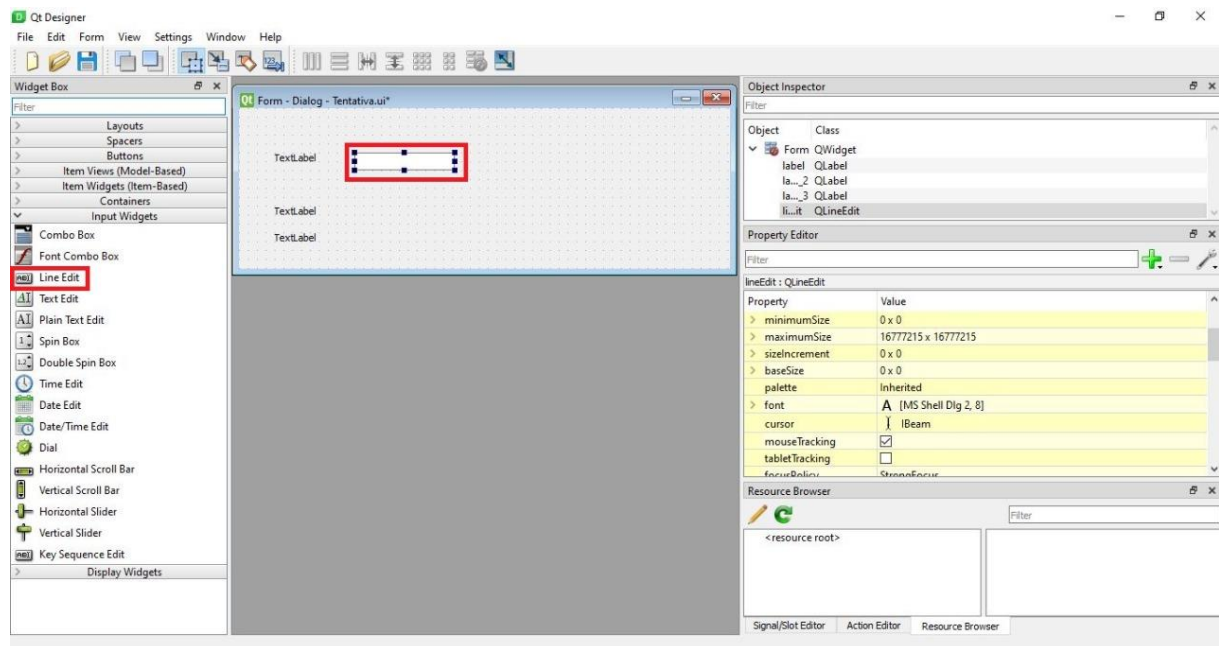 Qt Designer
File Edit Form View Settings Window Help
Widget Box
Filter
Layouts
Spacers
Buttons
Item Views (Model-Based)
Item Widgets (Item-Based)
Containers
Input Widgets
Combo Box
Font Combo Box
Line Edit
Text Edit
Plain Text Edit
Spin Box
Double Spin Box
Time Edit
Date Edit
Date/Time Edit
Dial
Horizontal Scroll Bar
Vertical Scroll Bar
Horizontal Slider
Vertical Slider
Key Sequence Edit
Display Widgets
Form - Dialog - Tentativa.ui*
TextLabel
TextLabel
TextLabel
Object Inspector
Filter
Object Class
Form QWidget
label QLabel
la..._2 QLabel
la..._3 QLabel
li...it QLineEdit
Property Editor
Filter
lineEdit : QLineEdit
Property Value
minimumSize 0 x 0
maximumSize 16777215 x 16777215
sizeIncrement 0 x 0
baseSize 0 x 0
palette Inherited
font A [MS Shell Dlg 2, 8]
cursor IBeam
mouseTracking
tabletTracking
focusPolicy StrongFocus
Resource Browser
Filter
<resource root>
Signal/Slot Editor Action Editor Resource Browser